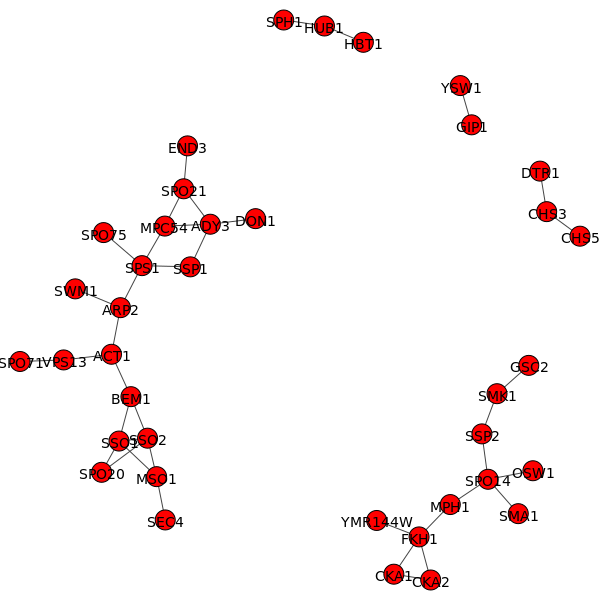 SPH1
HUB1
HBT1
YSW1
GIP1
END3
DTR1
SPO21
CHS3
DON1
MPC54
ADY3
SPO75
CHS5
SPS1
SSP1
SWM1
ARP2
ACT1
SPO71
VPS13
GSC2
SMK1
BEM1
SSP2
SSO1
SSO2
SPO20
MSO1
SPO14
OSW1
MPH1
SMA1
SEC4
YMR144W
FKH1
CKA1
CKA2